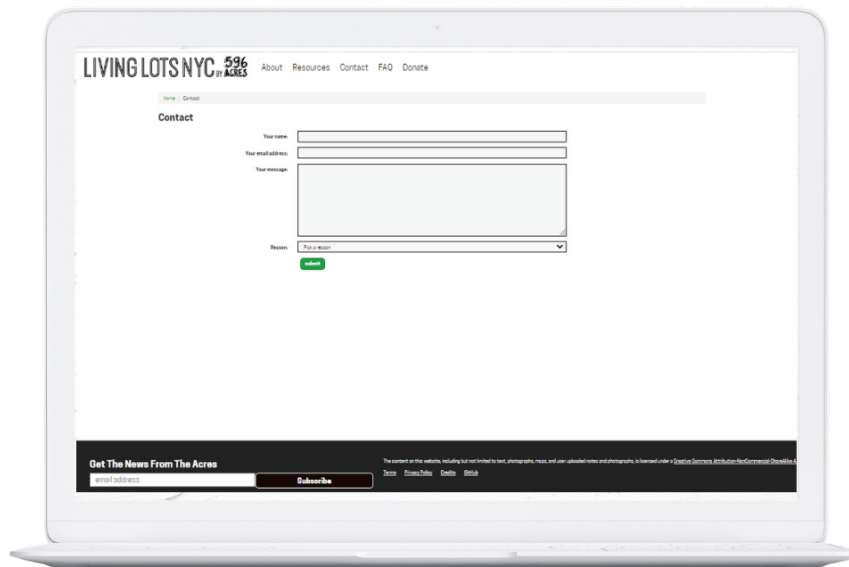 LIVING LOTS NYC BY 596 ACRES
About Resources Contact FAQ Donate
Home / Contact
Contact
Your name:
Your email address:
Your message:
Reason: Pick a reason
submit
Get The News From The Acres
email address
Subscribe
The content on this website, including but not limited to text, photographs, maps, and user uploaded notes and photographs, is licensed under a Creative Commons Attribution-NonCommercial-ShareAlike 4
Terms Privacy Policy Credits GitHub